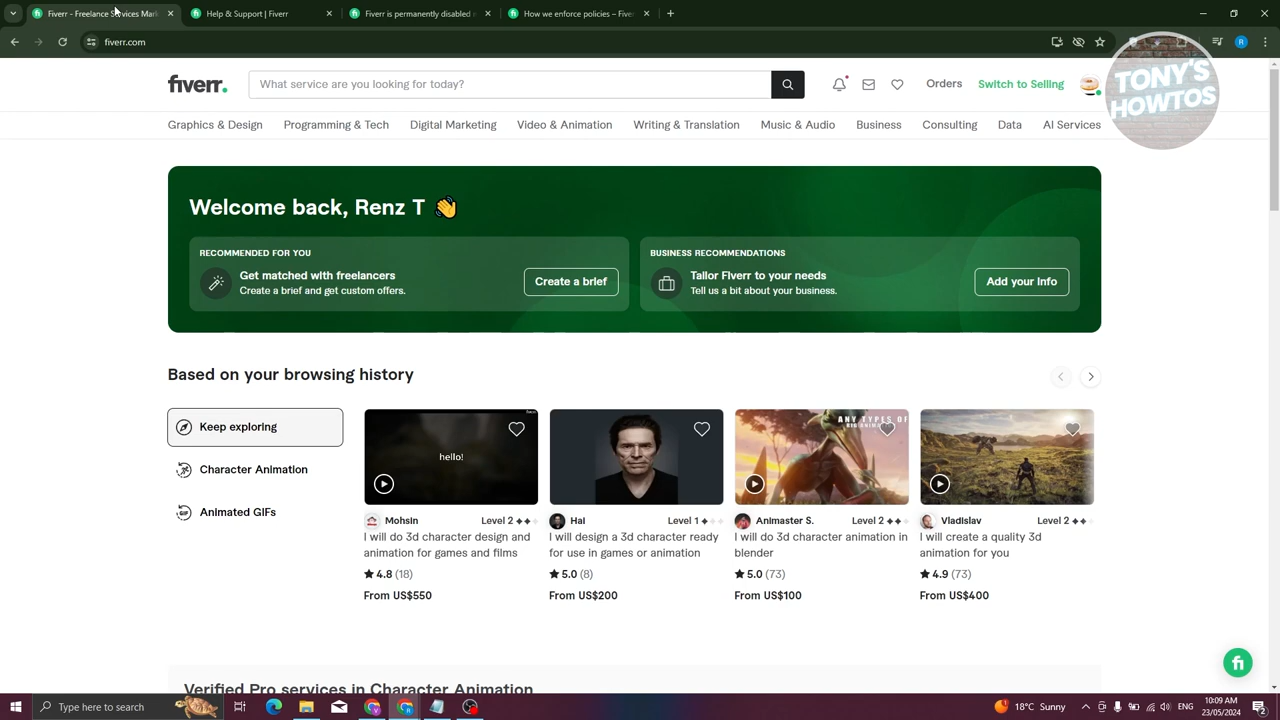 Fiverr - Freelance Services Mark
Help & Support | Fiverr
Fiverr is permanently disabled m
How we enforce policies – Fiver
fiverr.com
TONY'S
HOWTOS
fiverr.
What service are you looking for today?
Orders
Switch to Selling
Graphics & Design
Programming & Tech
Digital Marketing
Video & Animation
Writing & Translation
Music & Audio
Business
Consulting
Data
AI Services
Welcome back, Renz T
RECOMMENDED FOR YOU
Get matched with freelancers
Create a brief and get custom offers.
Create a brief
BUSINESS RECOMMENDATIONS
Tailor Fiverr to your needs
Tell us a bit about your business.
Add your info
Based on your browsing history
Keep exploring
Character Animation
Animated GIFs
hello!
Mohsin
Level 2
I will do 3d character design and
animation for games and films
4.8 (18)
From US$550
Hai
Level 1
I will design a 3d character ready
for use in games or animation
5.0 (8)
From US$200
ANY TYPES OF
Animaster S.
Level 2
I will do 3d character animation in
blender
5.0 (73)
From US$100
Vladislav
Level 2
I will create a quality 3d
animation for you
4.9 (73)
From US$400
fi
Verified Pro services in Character Animation
Type here to search
18°C Sunny
ENG
10:09 AM
23/05/2024